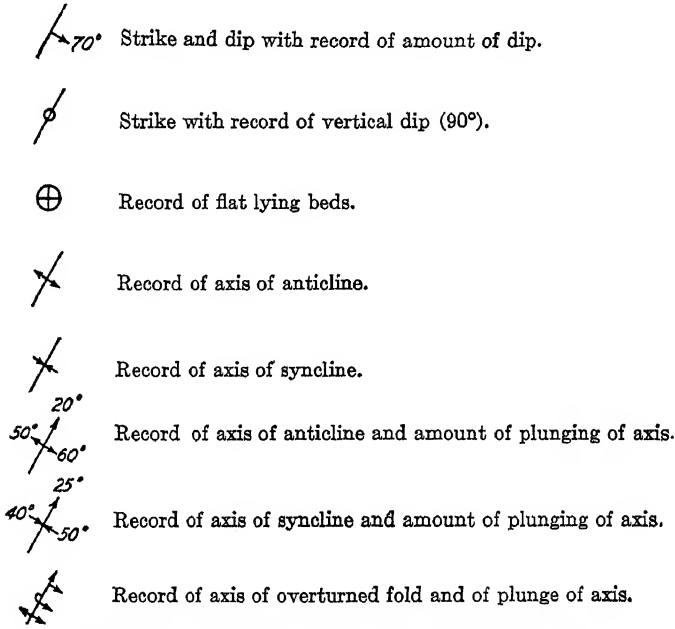 70° Strike and dip with record of amount of dip.
Strike with record of vertical dip (90°).
Record of flat lying beds.
Record of axis of anticline.
Record of axis of syncline.
20°
50° 60° Record of axis of anticline and amount of plunging of axis.
25°
40° 50° Record of axis of syncline and amount of plunging of axis.
Record of axis of overturned fold and of plunge of axis.